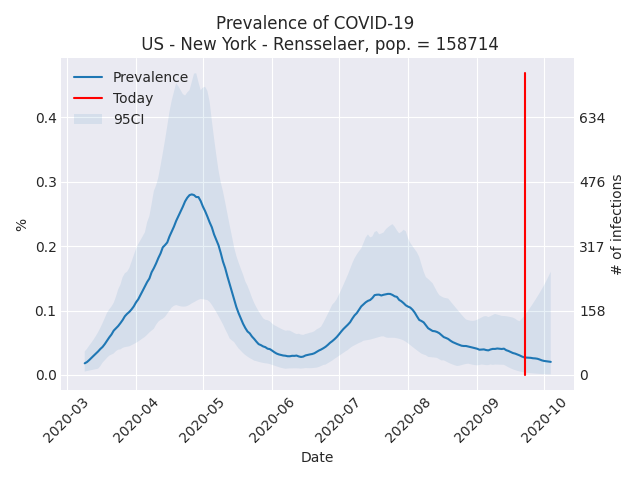 Prevalence of COVID-19
US - New York - Rensselaer, pop. = 158714
Prevalence
Today
95CI
0.4
0.3
0.2
0.1
0.0
%
634
476
317
158
0
# of infections
2020-03
2020-04
2020-05
2020-06
2020-07
2020-08
2020-09
2020-10
Date